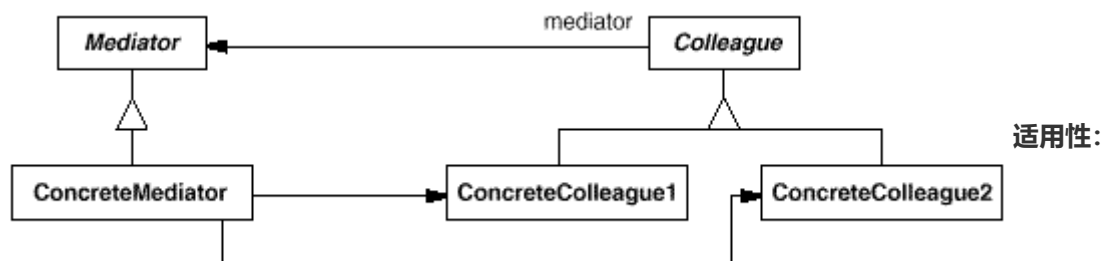 mediator
Mediator
Colleague
适用性：
ConcreteMediator
ConcreteColleague1
ConcreteColleague2